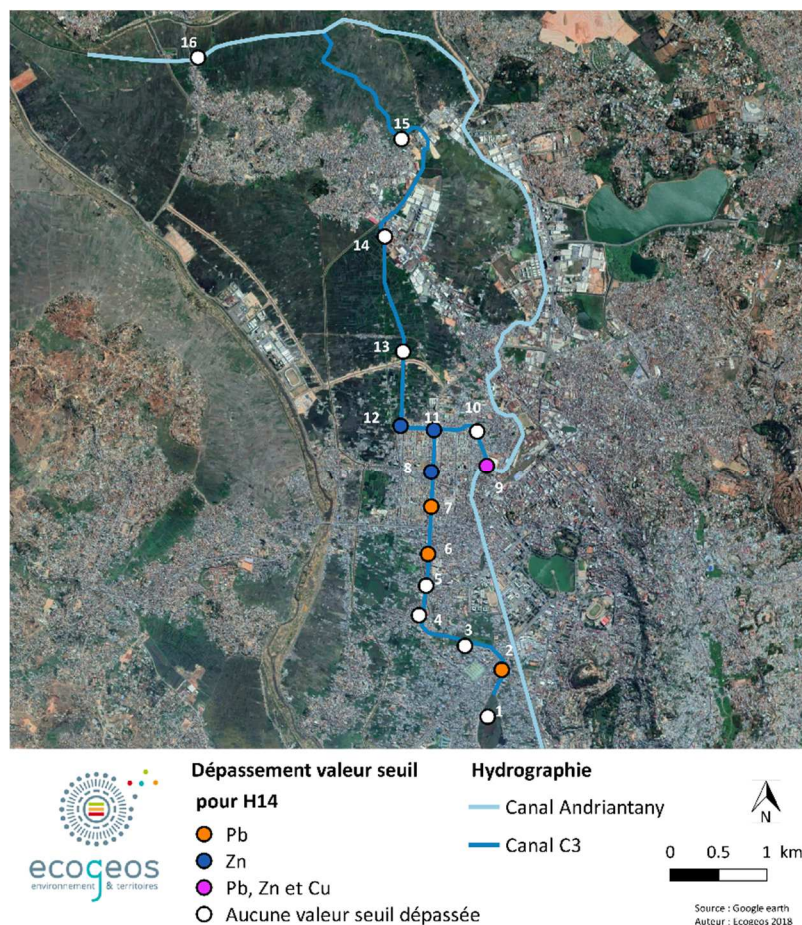 16
15
14
13
12
11
10
8
9
7
6
5
4
3
2
1
Dépassement valeur seuil
pour H14
Pb
Zn
Pb, Zn et Cu
Aucune valeur seuil dépassée
Hydrographie
Canal Andriantany
Canal C3
N
0 0.5 1 km
ecogeos
environnement & territoires
Source : Google earth
Auteur : Ecogeos 2018